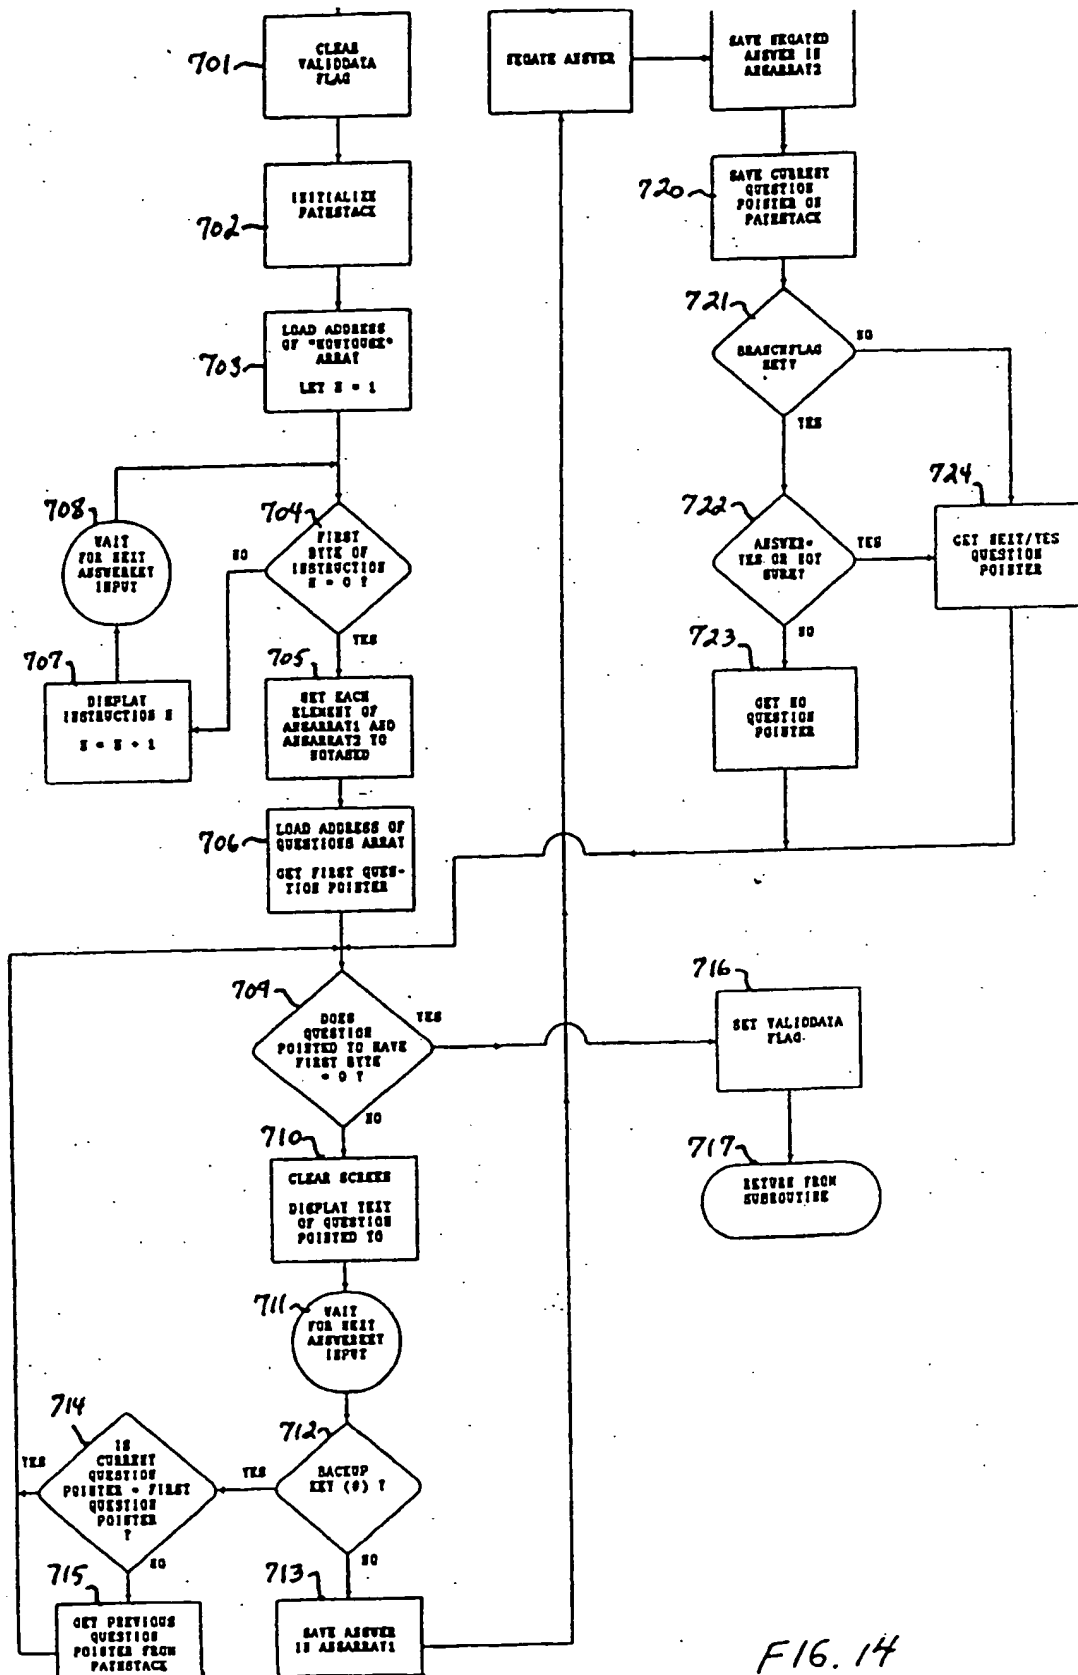 701
CLEAR
VALIDDATA
FLAG
702
INITIALIZE
PATHSTACK
703
LOAD ADDRESS
OF "HOWTOUSE"
ARRAY
LET N = 1
708
WAIT
FOR NEXT
ANSWERKEY
INPUT
704
FIRST
BYTE OF
INSTRUCTION
N = 0 ?
NO
YES
707
DISPLAY
INSTRUCTION N
N = N + 1
705
SET EACH
ELEMENT OF
ANSARRAY1 AND
ANSARRAY2 TO
NOTASKED
706
LOAD ADDRESS OF
QUESTIONS ARRAY
GET FIRST QUES-
TION POINTER
709
DOES
QUESTION
POINTED TO HAVE
FIRST BYTE
= 0 ?
YES
NO
710
CLEAR SCREEN
DISPLAY TEXT
OF QUESTION
POINTED TO
711
WAIT
FOR NEXT
ANSWERKEY
INPUT
712
BACKUP
KEY (#) ?
YES
NO
714
IS
CURRENT
QUESTION
POINTER = FIRST
QUESTION
POINTER
?
YES
NO
715
GET PREVIOUS
QUESTION
POINTER FROM
PATHSTACK
713
SAVE ANSWER
IN ANSARRAY1
NEGATE ANSWER
SAVE NEGATED
ANSWER IN
ANSARRAY2
720
SAVE CURRENT
QUESTION
POINTER ON
PATHSTACK
721
BRANCHFLAG
SET?
NO
YES
722
ANSWER=
YES OR NOT
SURE?
YES
NO
724
GET NEXT/YES
QUESTION
POINTER
723
GET NO
QUESTION
POINTER
716
SET VALIDDATA
FLAG
717
RETURN FROM
SUBROUTINE
FIG. 14